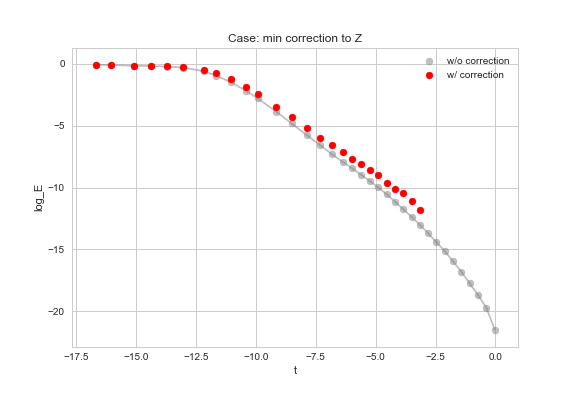 Case: min correction to Z
w/o correction
w/ correction
0
−5
−10
−15
−20
log_E
−17.5 −15.0 −12.5 −10.0 −7.5 −5.0 −2.5 0.0
t